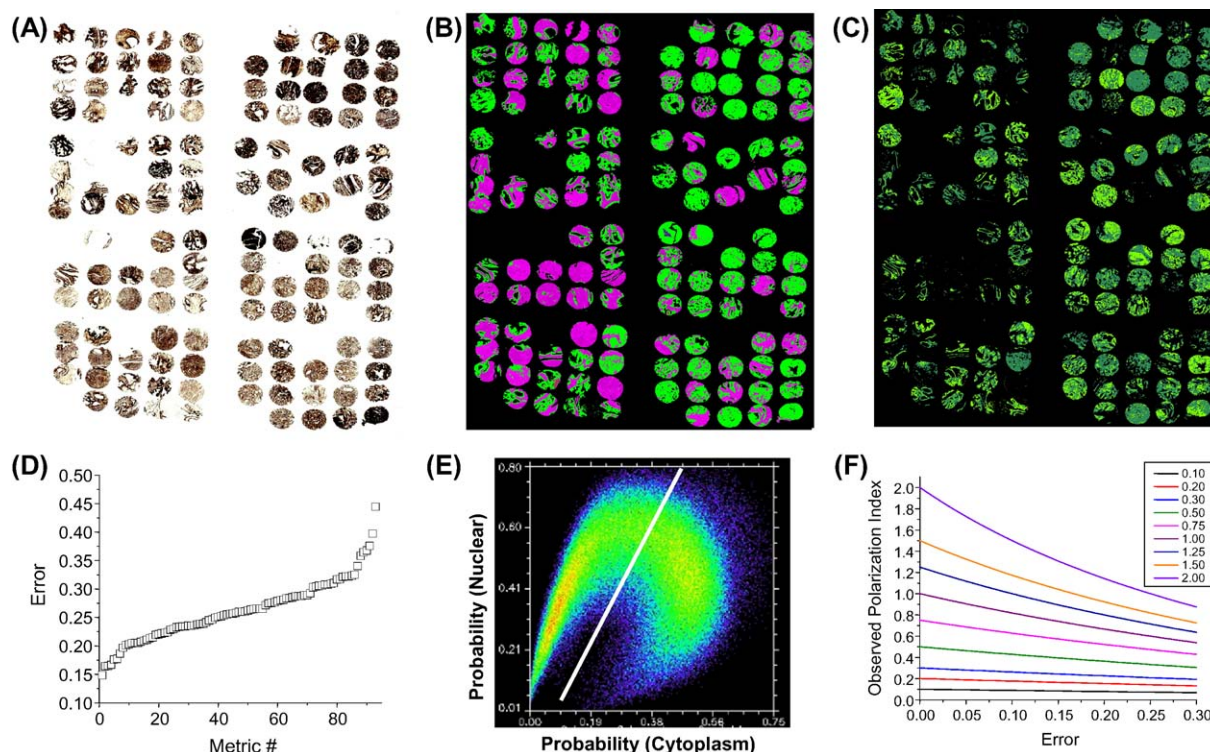 (A)
(B)
(C)
(D)
0.50
0.45
0.40
0.35
0.30
0.25
0.20
0.15
0.10
Error
0 20 40 60 80
Metric #
(E)
0.80
0.60
0.41
0.21
0.01
Probability (Nuclear)
0.00 0.19 0.38 0.56 0.75
Probability (Cytoplasm)
(F)
2.0
1.8
1.6
1.4
1.2
1.0
0.8
0.6
0.4
0.2
0.0
Observed Polarization Index
0.00 0.05 0.10 0.15 0.20 0.25 0.30
Error
0.10
0.20
0.30
0.50
0.75
1.00
1.25
1.50
2.00